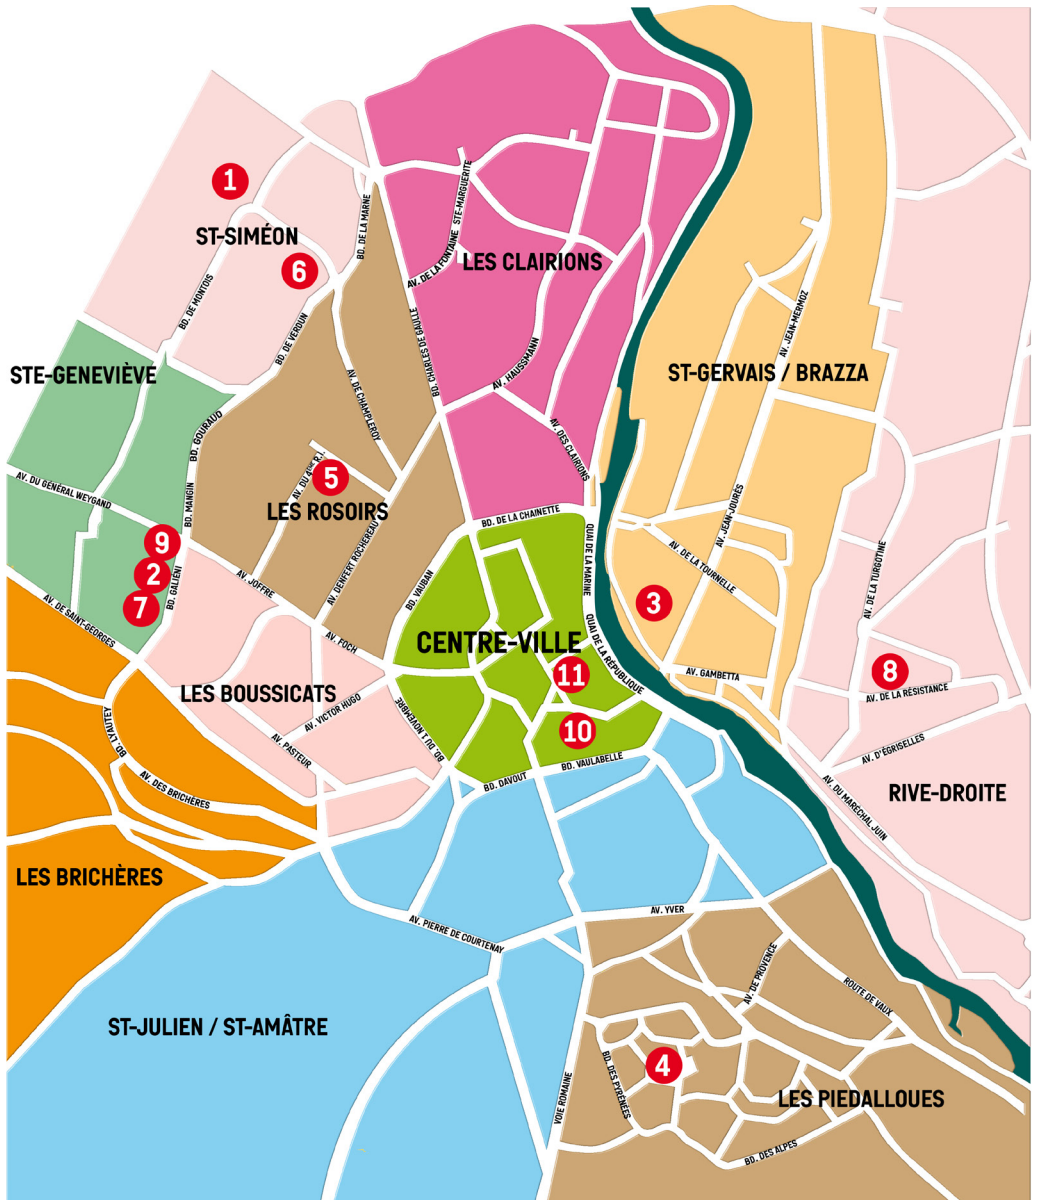 1
ST-SIMÉON
6
BD. DE LA MARNE
BD. DE MONTOIS
BD. DE VERDUN
AV. DE LA FONTAINE STE-MARGUERITE
LES CLAIRIONS
BD. CHARLES DE GAULLE
AV. HAUSSMANN
AV. DES CLAIRIONS
AV. JEAN-MERMOZ
ST-GERVAIS / BRAZZA
STE-GENEVIÈVE
BD. GOURAUD
AV. DE CHAMPLEROY
AV. DU GÉNÉRAL WEYGAND
BD. MANGIN
AV. DU 4ÈME R.I.
5
LES ROSOIRS
AV. DENFERT ROCHEREAU
9
2
7
BD. GALIÉNI
AV. JOFFRE
AV. FOCH
BD. VAUBAN
BD. DE LA CHAINETTE
QUAI DE LA MARINE
QUAI DE LA RÉPUBLIQUE
AV. JEAN-JOURÈS
AV. DE LA TOURNELLE
3
AV. GAMBETTA
AV. DE LA TURGOTINE
8
AV. DE LA RÉSISTANCE
AV. D'ÉGRISELLES
AV. DU MARÉCHAL JUIN
RIVE-DROITE
AV. DE SAINT-GEORGES
CENTRE-VILLE
11
10
LES BOUSSICATS
AV. VICTOR HUGO
AV. PASTEUR
BD. DU 11 NOVEMBRE
BD. DAVOUT
BD. VAULABELLE
BD. LYAUTEY
AV. DES BRICHÈRES
LES BRICHÈRES
AV. PIERRE DE COURTENAY
AV. YVER
AV. DE PROVENCE
ROUTE DE VAUX
ST-JULIEN / ST-AMÂTRE
VOIE ROMAINE
BD. DES PYRÉNÉES
4
LES PIEDALLOUES
BD. DES ALPES